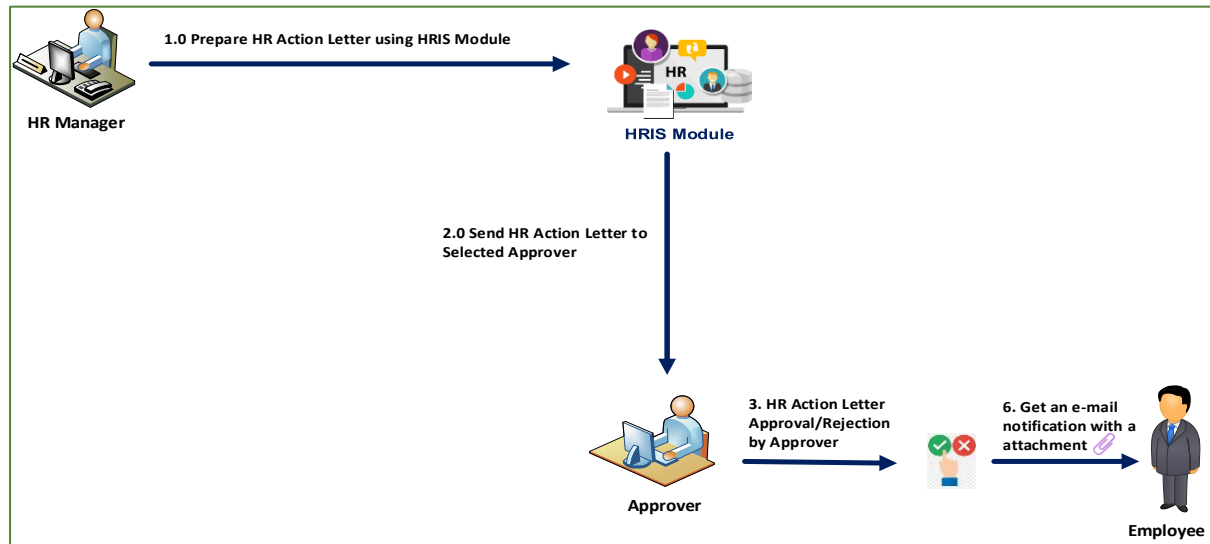 1.0 Prepare HR Action Letter using HRIS Module
HR
HR Manager
HRIS Module
2.0 Send HR Action Letter to
Selected Approver
3. HR Action Letter
Approval/Rejection
by Approver
6. Get an e-mail
notification with a
attachment
Approver
Employee